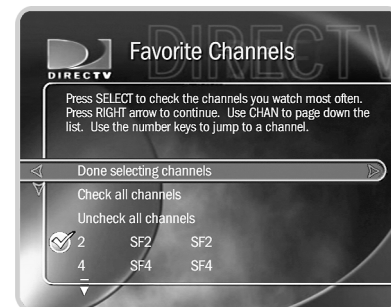 DIRECTV
Favorite Channels
DIRECTV
Press SELECT to check the channels you watch most often.
Press RIGHT arrow to continue. Use CHAN to page down the
list. Use the number keys to jump to a channel.
Done selecting channels
Check all channels
Uncheck all channels
2 SF2 SF2
4 SF4 SF4